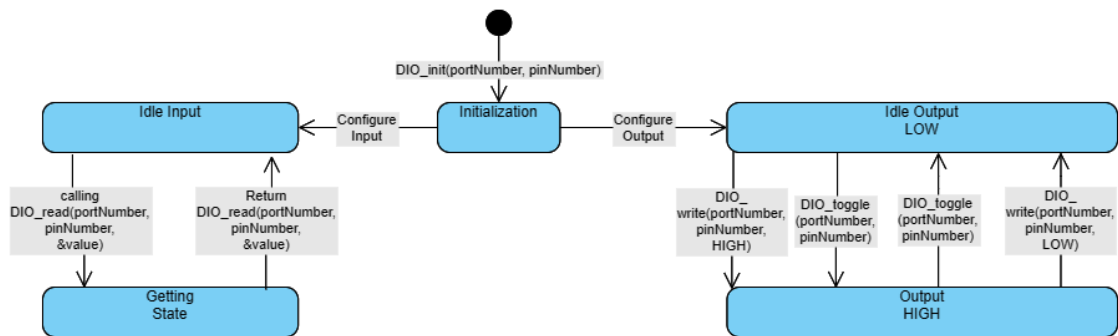 DIO_init(portNumber, pinNumber)
Idle Input
Configure
Input
Initialization
Configure
Output
Idle Output
LOW
calling
DIO_read(portNumber,
pinNumber,
&value)
Return
DIO_read(portNumber,
pinNumber,
&value)
DIO_
write(portNumber,
pinNumber,
HIGH)
DIO_toggle
(portNumber,
pinNumber)
DIO_toggle
(portNumber,
pinNumber)
DIO_
write(portNumber,
pinNumber,
LOW)
Getting
State
Output
HIGH